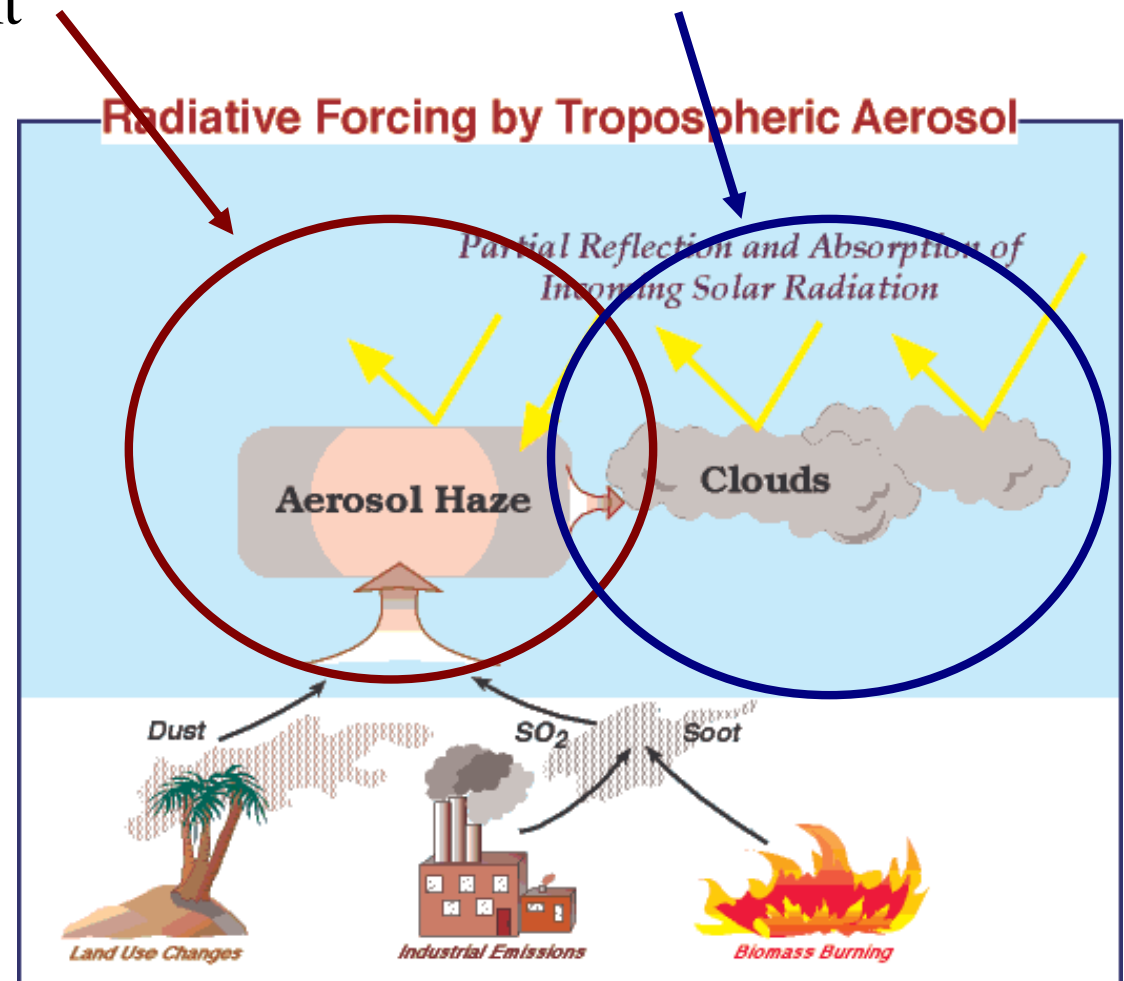 Radiative Forcing by Tropospheric Aerosol
Partial Reflection and Absorption of
Incoming Solar Radiation
Aerosol Haze
Clouds
Dust
SO2
Soot
Land Use Changes
Industrial Emissions
Biomass Burning